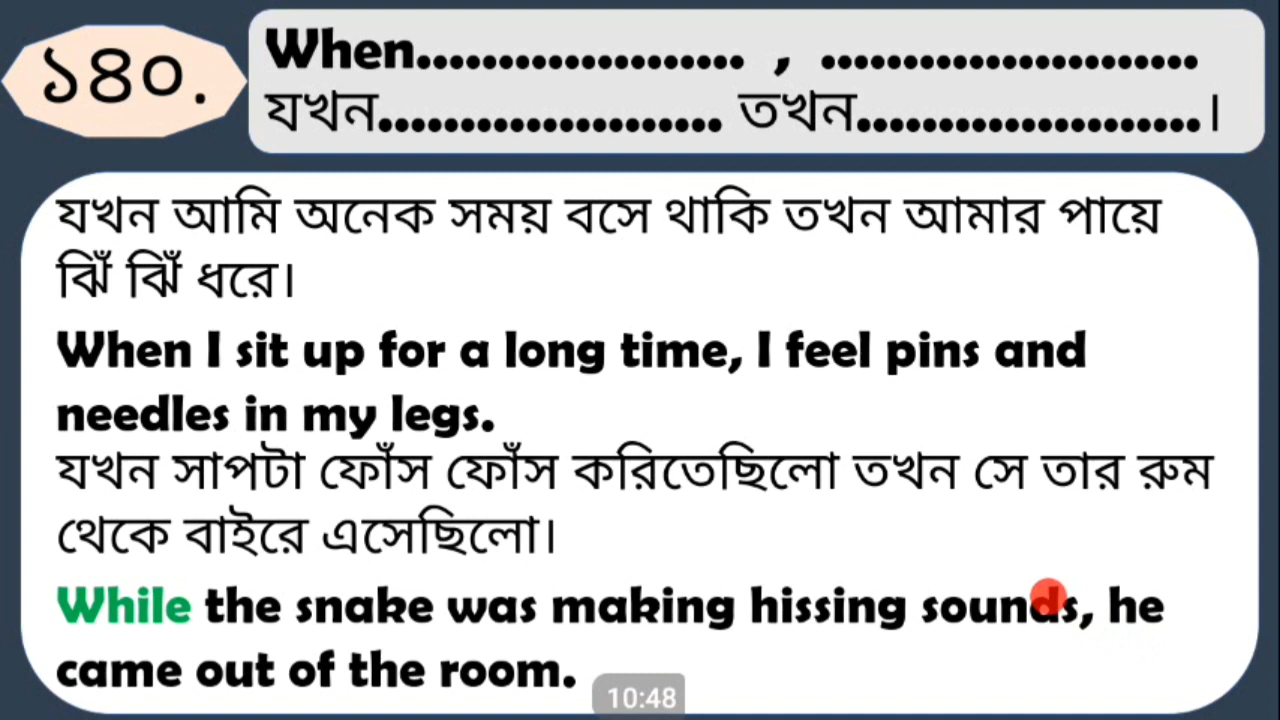 ১৪০.
When..................... , ........................
যখন...................... তখন......................।
যখন আমি অনেক সময় বসে থাকি তখন আমার পায়ে
ঝিঁ ঝিঁ ধরে।
When I sit up for a long time, I feel pins and
needles in my legs.
যখন সাপটা ফোঁস ফোঁস করিতেছিলো তখন সে তার রুম
থেকে বাইরে এসেছিলো।
While the snake was making hissing sounds, he
came out of the room.
10:48